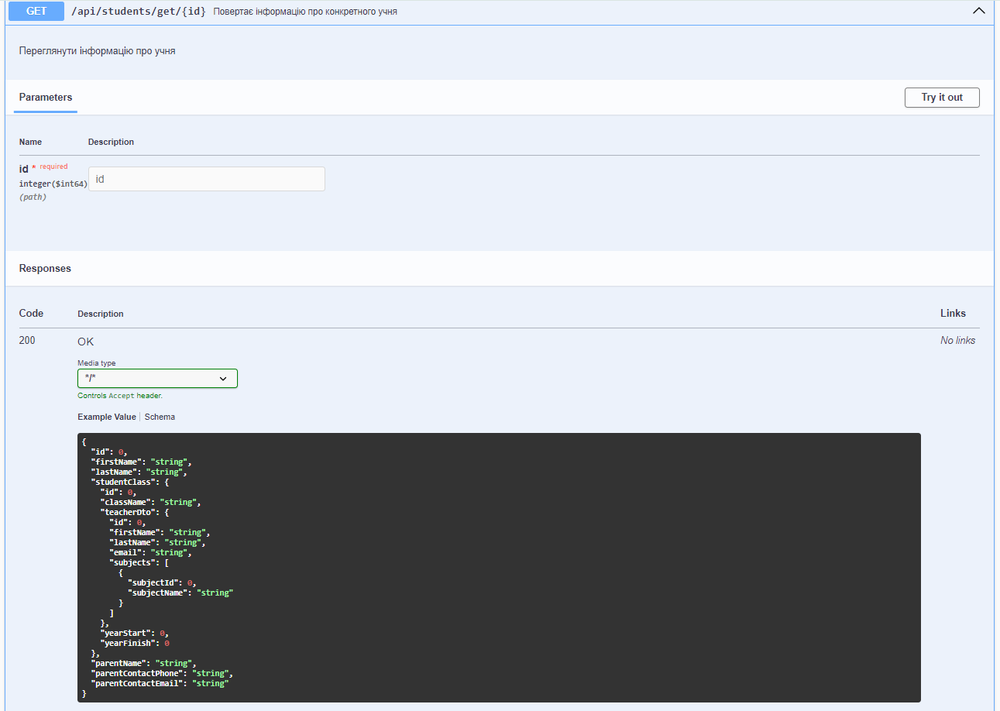 GET /api/students/get/{id} Повертає інформацію про конкретного учня
Переглянути інформацію про учня
Parameters Try it out
Name Description
id * required
integer($int64) id
(path)
Responses
Code Description Links
200 OK No links
Media type
*/*
Controls Accept header.
Example Value Schema
{
  "id": 0,
  "firstName": "string",
  "lastName": "string",
  "studentClass": {
    "id": 0,
    "className": "string",
    "teacherDto": {
      "id": 0,
      "firstName": "string",
      "lastName": "string",
      "email": "string",
      "subjects": [
        {
          "subjectId": 0,
          "subjectName": "string"
        }
      ]
    },
    "yearStart": 0,
    "yearFinish": 0
  },
  "parentName": "string",
  "parentContactPhone": "string",
  "parentContactEmail": "string"
}